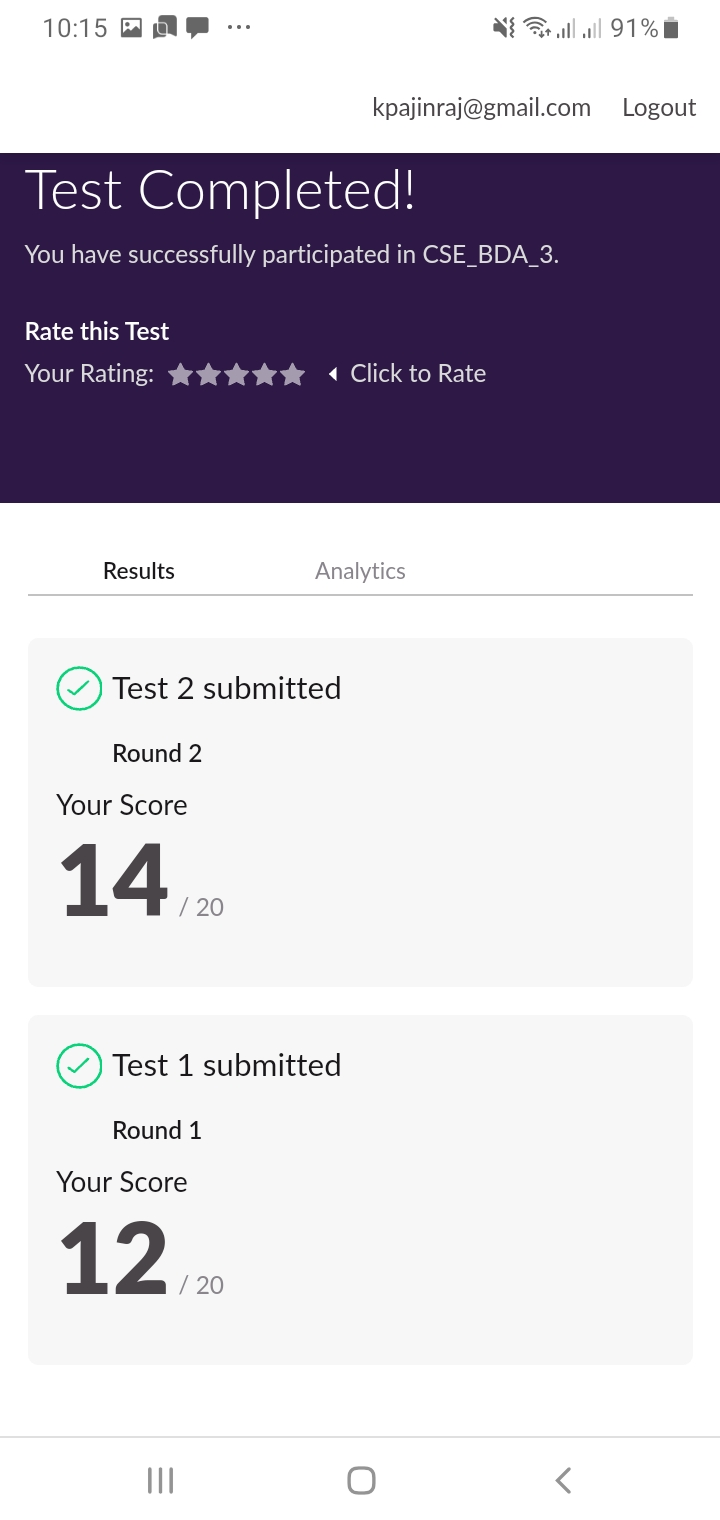 10:15 ... 91%
kpajinraj@gmail.com Logout
Test Completed!
You have successfully participated in CSE_BDA_3.
Rate this Test
Your Rating: Click to Rate
Results Analytics
Test 2 submitted
Round 2
Your Score
14 / 20
Test 1 submitted
Round 1
Your Score
12 / 20